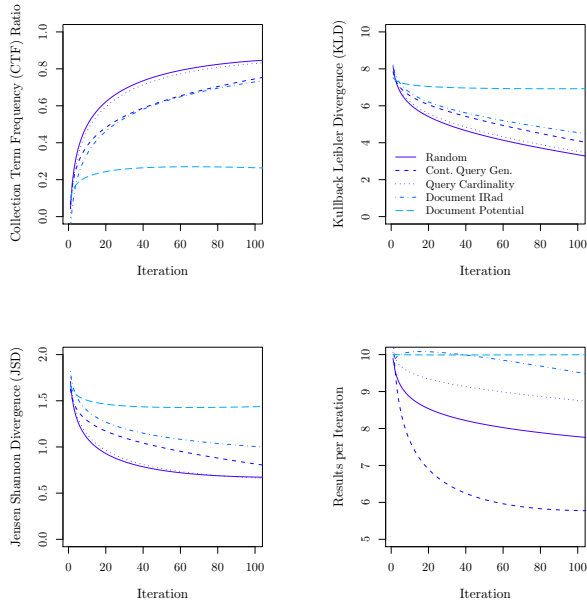 Collection Term Frequency (CTF) Ratio
1.0
0.8
0.6
0.4
0.2
0.0
0 20 40 60 80 100
Iteration
Kullback Leibler Divergence (KLD)
10
8
6
4
2
0
Random
Cont. Query Gen.
Query Cardinality
Document IRad
Document Potential
0 20 40 60 80 100
Iteration
Jensen Shannon Divergence (JSD)
2.0
1.5
1.0
0.5
0.0
0 20 40 60 80 100
Iteration
Results per Iteration
10
9
8
7
6
5
0 20 40 60 80 100
Iteration